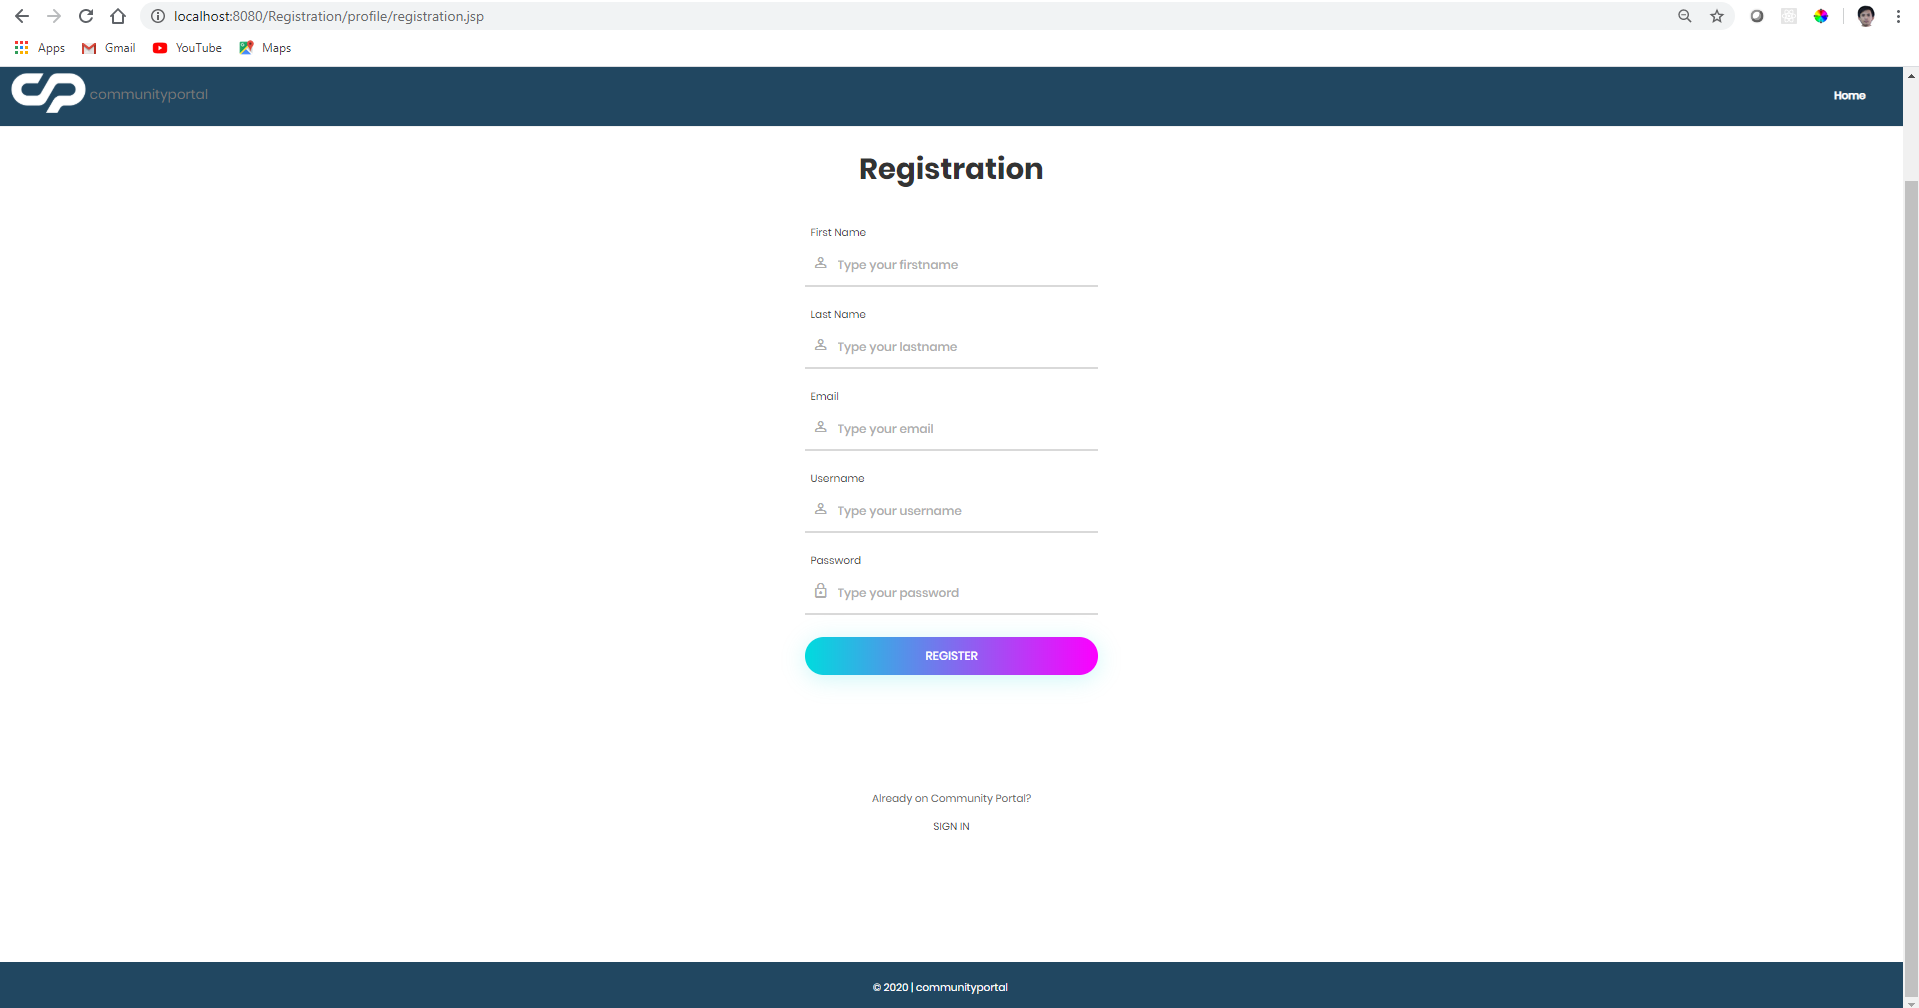 localhost:8080/Registration/profile/registration.jsp
Apps Gmail YouTube Maps
CP communityportal Home
Registration
First Name
Type your firstname
Last Name
Type your lastname
Email
Type your email
Username
Type your username
Password
Type your password
REGISTER
Already on Community Portal?
SIGN IN
© 2020 | communityportal